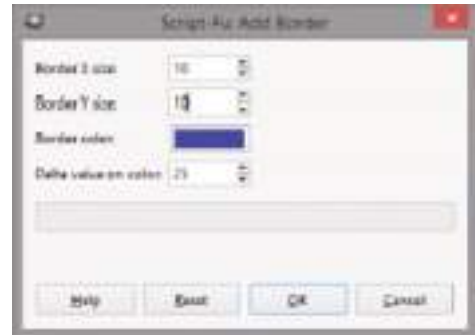 Script-Fu: Add Border
Border X size: 10
Border Y size: 10
Border color:
Delta value on color: 25
Help Reset OK Cancel